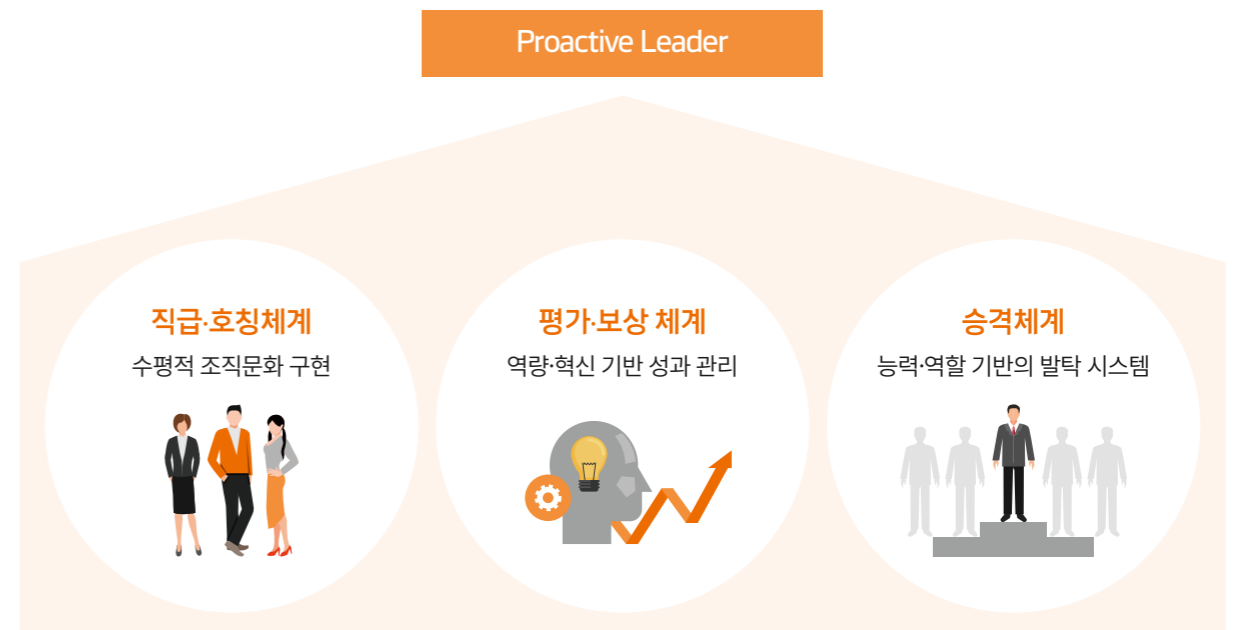 Proactive Leader
직급·호칭체계
수평적 조직문화 구현
평가·보상 체계
역량·혁신 기반 성과 관리
승격체계
능력·역할 기반의 발탁 시스템